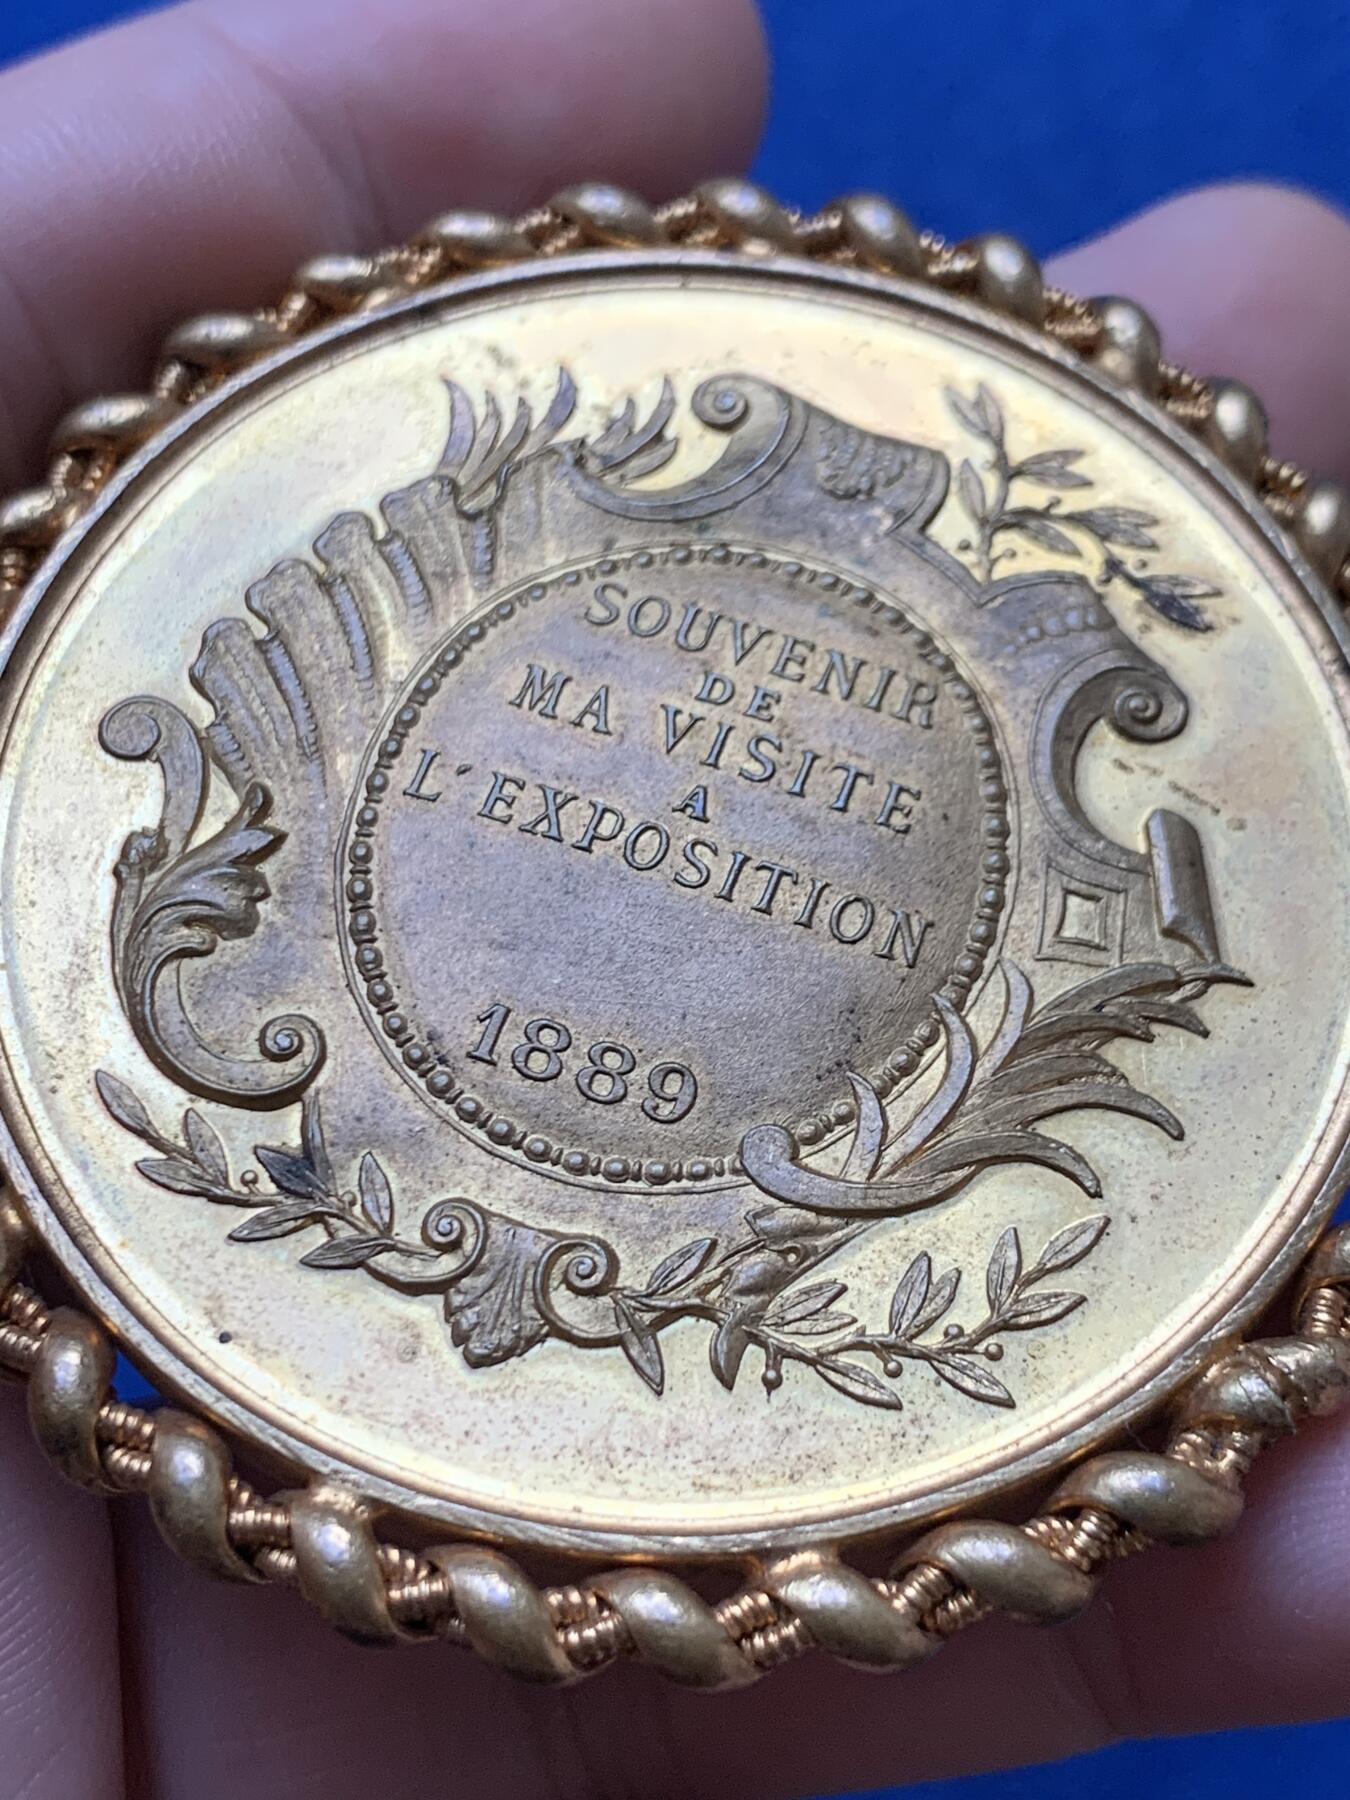 SOUVENIR
DE
MA VISITE
A
L'EXPOSITION
1889